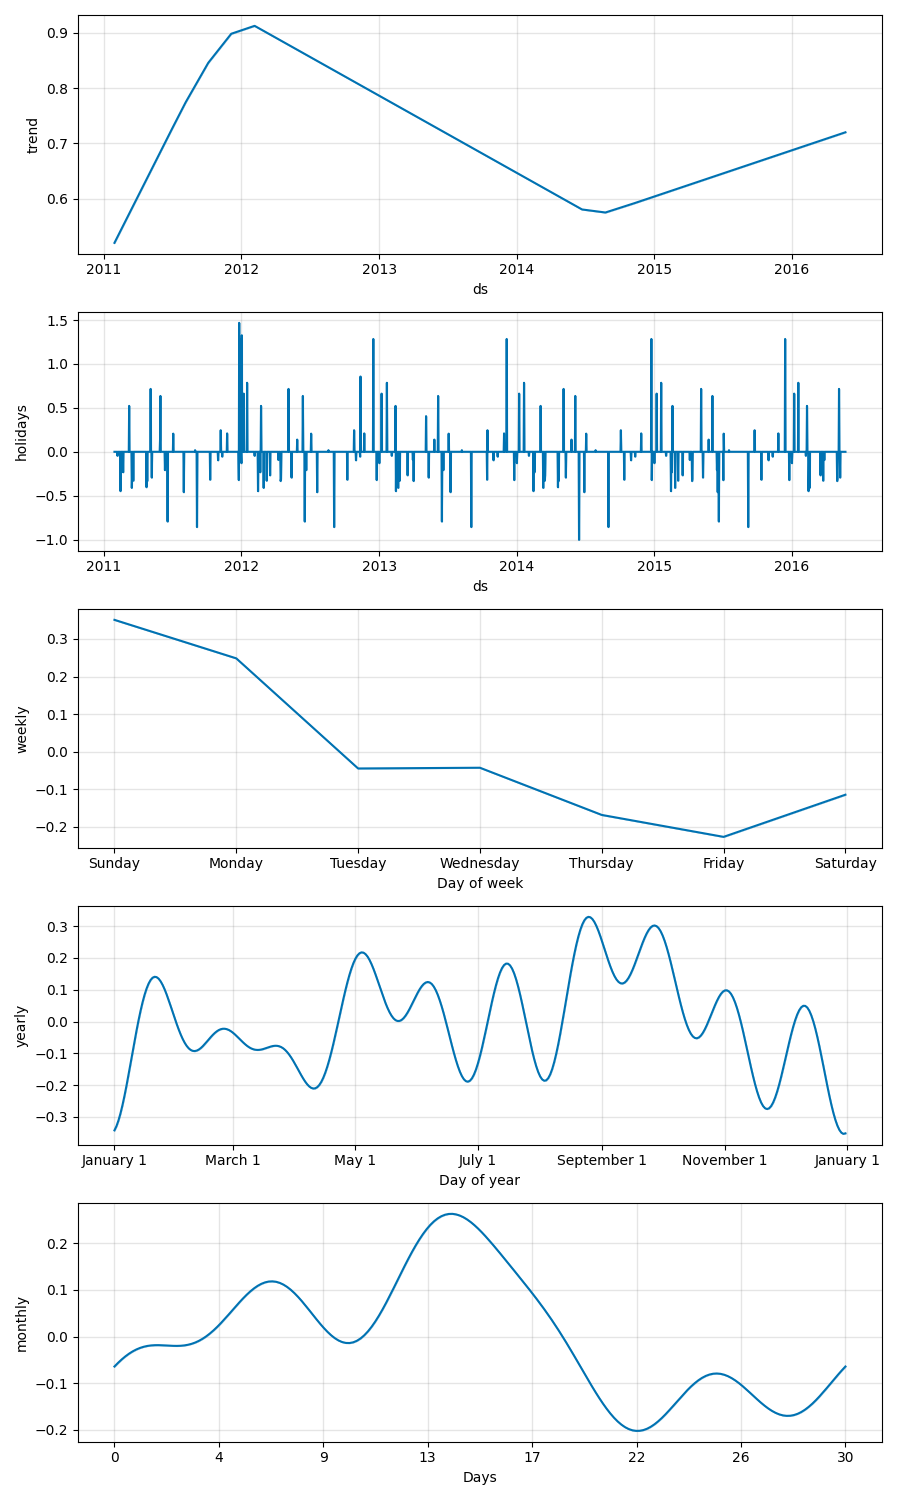 0.9
0.8
0.7
0.6
trend
2011 2012 2013 2014 2015 2016
ds
1.5
1.0
0.5
0.0
−0.5
−1.0
holidays
2011 2012 2013 2014 2015 2016
ds
0.3
0.2
0.1
0.0
−0.1
−0.2
weekly
Sunday Monday Tuesday Wednesday Thursday Friday Saturday
Day of week
0.3
0.2
0.1
0.0
−0.1
−0.2
−0.3
yearly
January 1 March 1 May 1 July 1 September 1 November 1 January 1
Day of year
0.2
0.1
0.0
−0.1
−0.2
monthly
0 4 9 13 17 22 26 30
Days